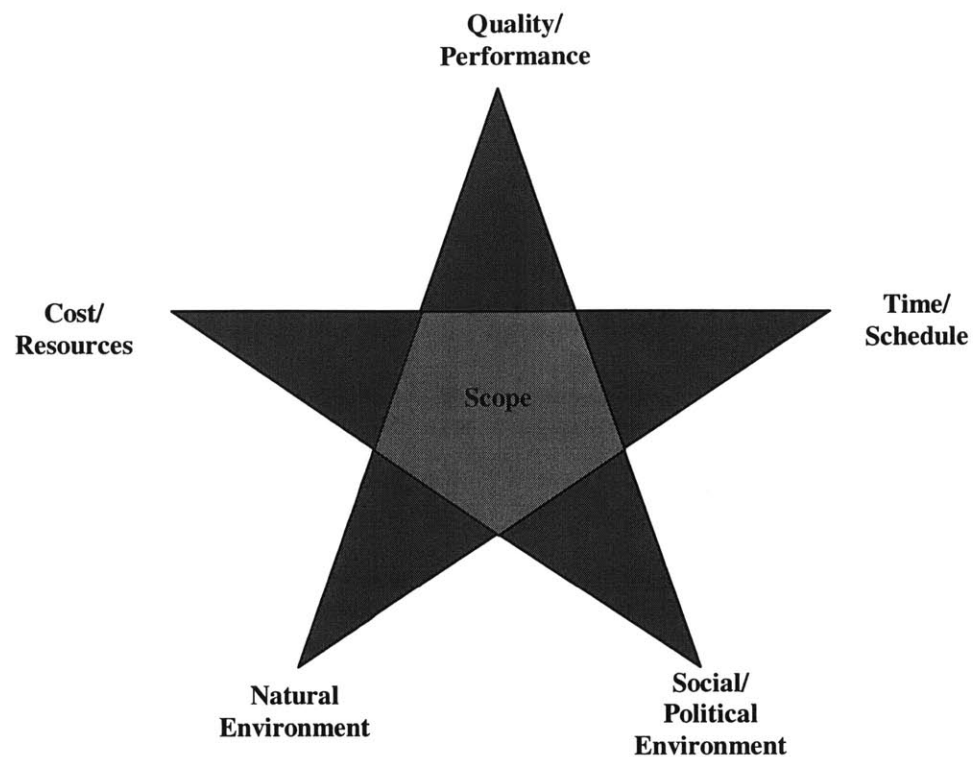 Quality/
Performance
Cost/
Resources
Time/
Schedule
Scope
Natural
Environment
Social/
Political
Environment